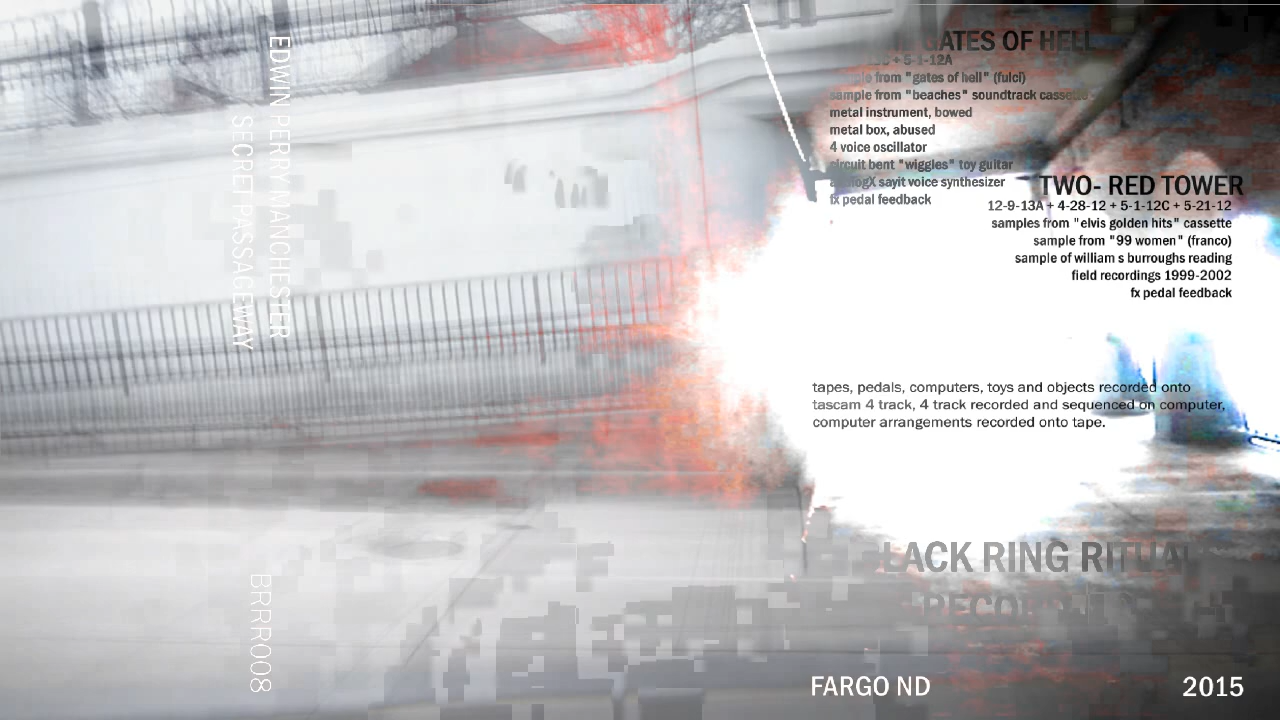 EDWIN PERRY MANCHESTER
SECRET PASSAGEWAY
BRRR008
GATES OF HELL
+ 5-1-12A
sample from "gates of hell" (fulci)
sample from "beaches" soundtrack cassette
metal instrument, bowed
metal box, abused
4 voice oscillator
circuit bent "wiggles" toy guitar
sayit voice synthesizer
fx pedal feedback
TWO- RED TOWER
12-9-13A + 4-28-12 + 5-1-12C + 5-21-12
samples from "elvis golden hits" cassette
sample from "99 women" (franco)
sample of william s burroughs reading
field recordings 1999-2002
fx pedal feedback
tapes, pedals, computers, toys and objects recorded onto
tascam 4 track, 4 track recorded and sequenced on computer,
computer arrangements recorded onto tape.
BLACK RING RITUAL
RECORDS
FARGO ND
2015